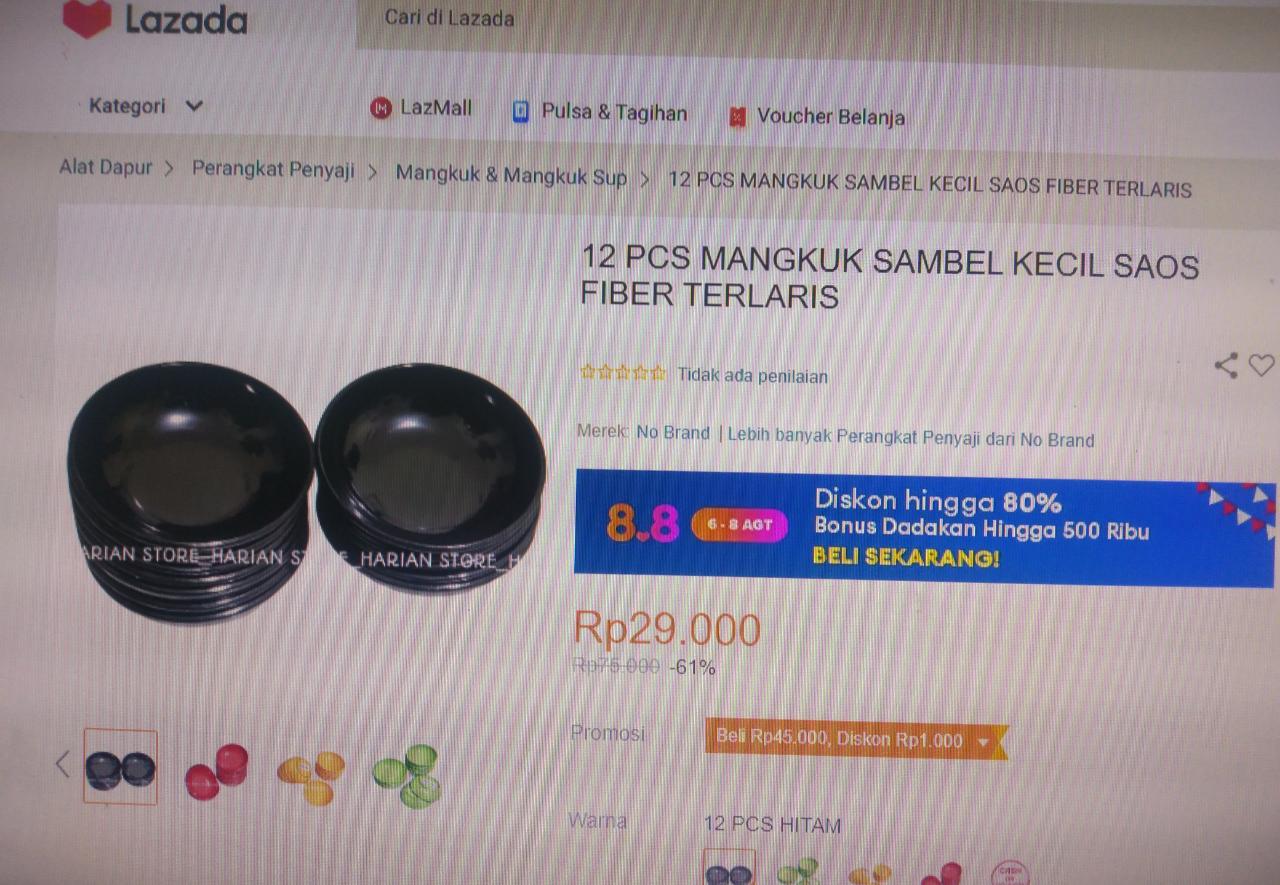 Lazada
Cari di Lazada
Kategori
LazMall
Pulsa & Tagihan
Voucher Belanja
Alat Dapur > Perangkat Penyaji > Mangkuk & Mangkuk Sup > 12 PCS MANGKUK SAMBEL KECIL SAOS FIBER TERLARIS
12 PCS MANGKUK SAMBEL KECIL SAOS
FIBER TERLARIS
Tidak ada penilaian
Merek: No Brand | Lebih banyak Perangkat Penyaji dari No Brand
8.8
6 - 8 AGT
Diskon hingga 80%
Bonus Dadakan Hingga 500 Ribu
BELI SEKARANG!
ARIAN STORE_HARIAN S
E_HARIAN STORE_H
Rp29.000
Rp75.000 -61%
Promosi
Beli Rp45.000, Diskon Rp1.000
Warna
12 PCS HITAM